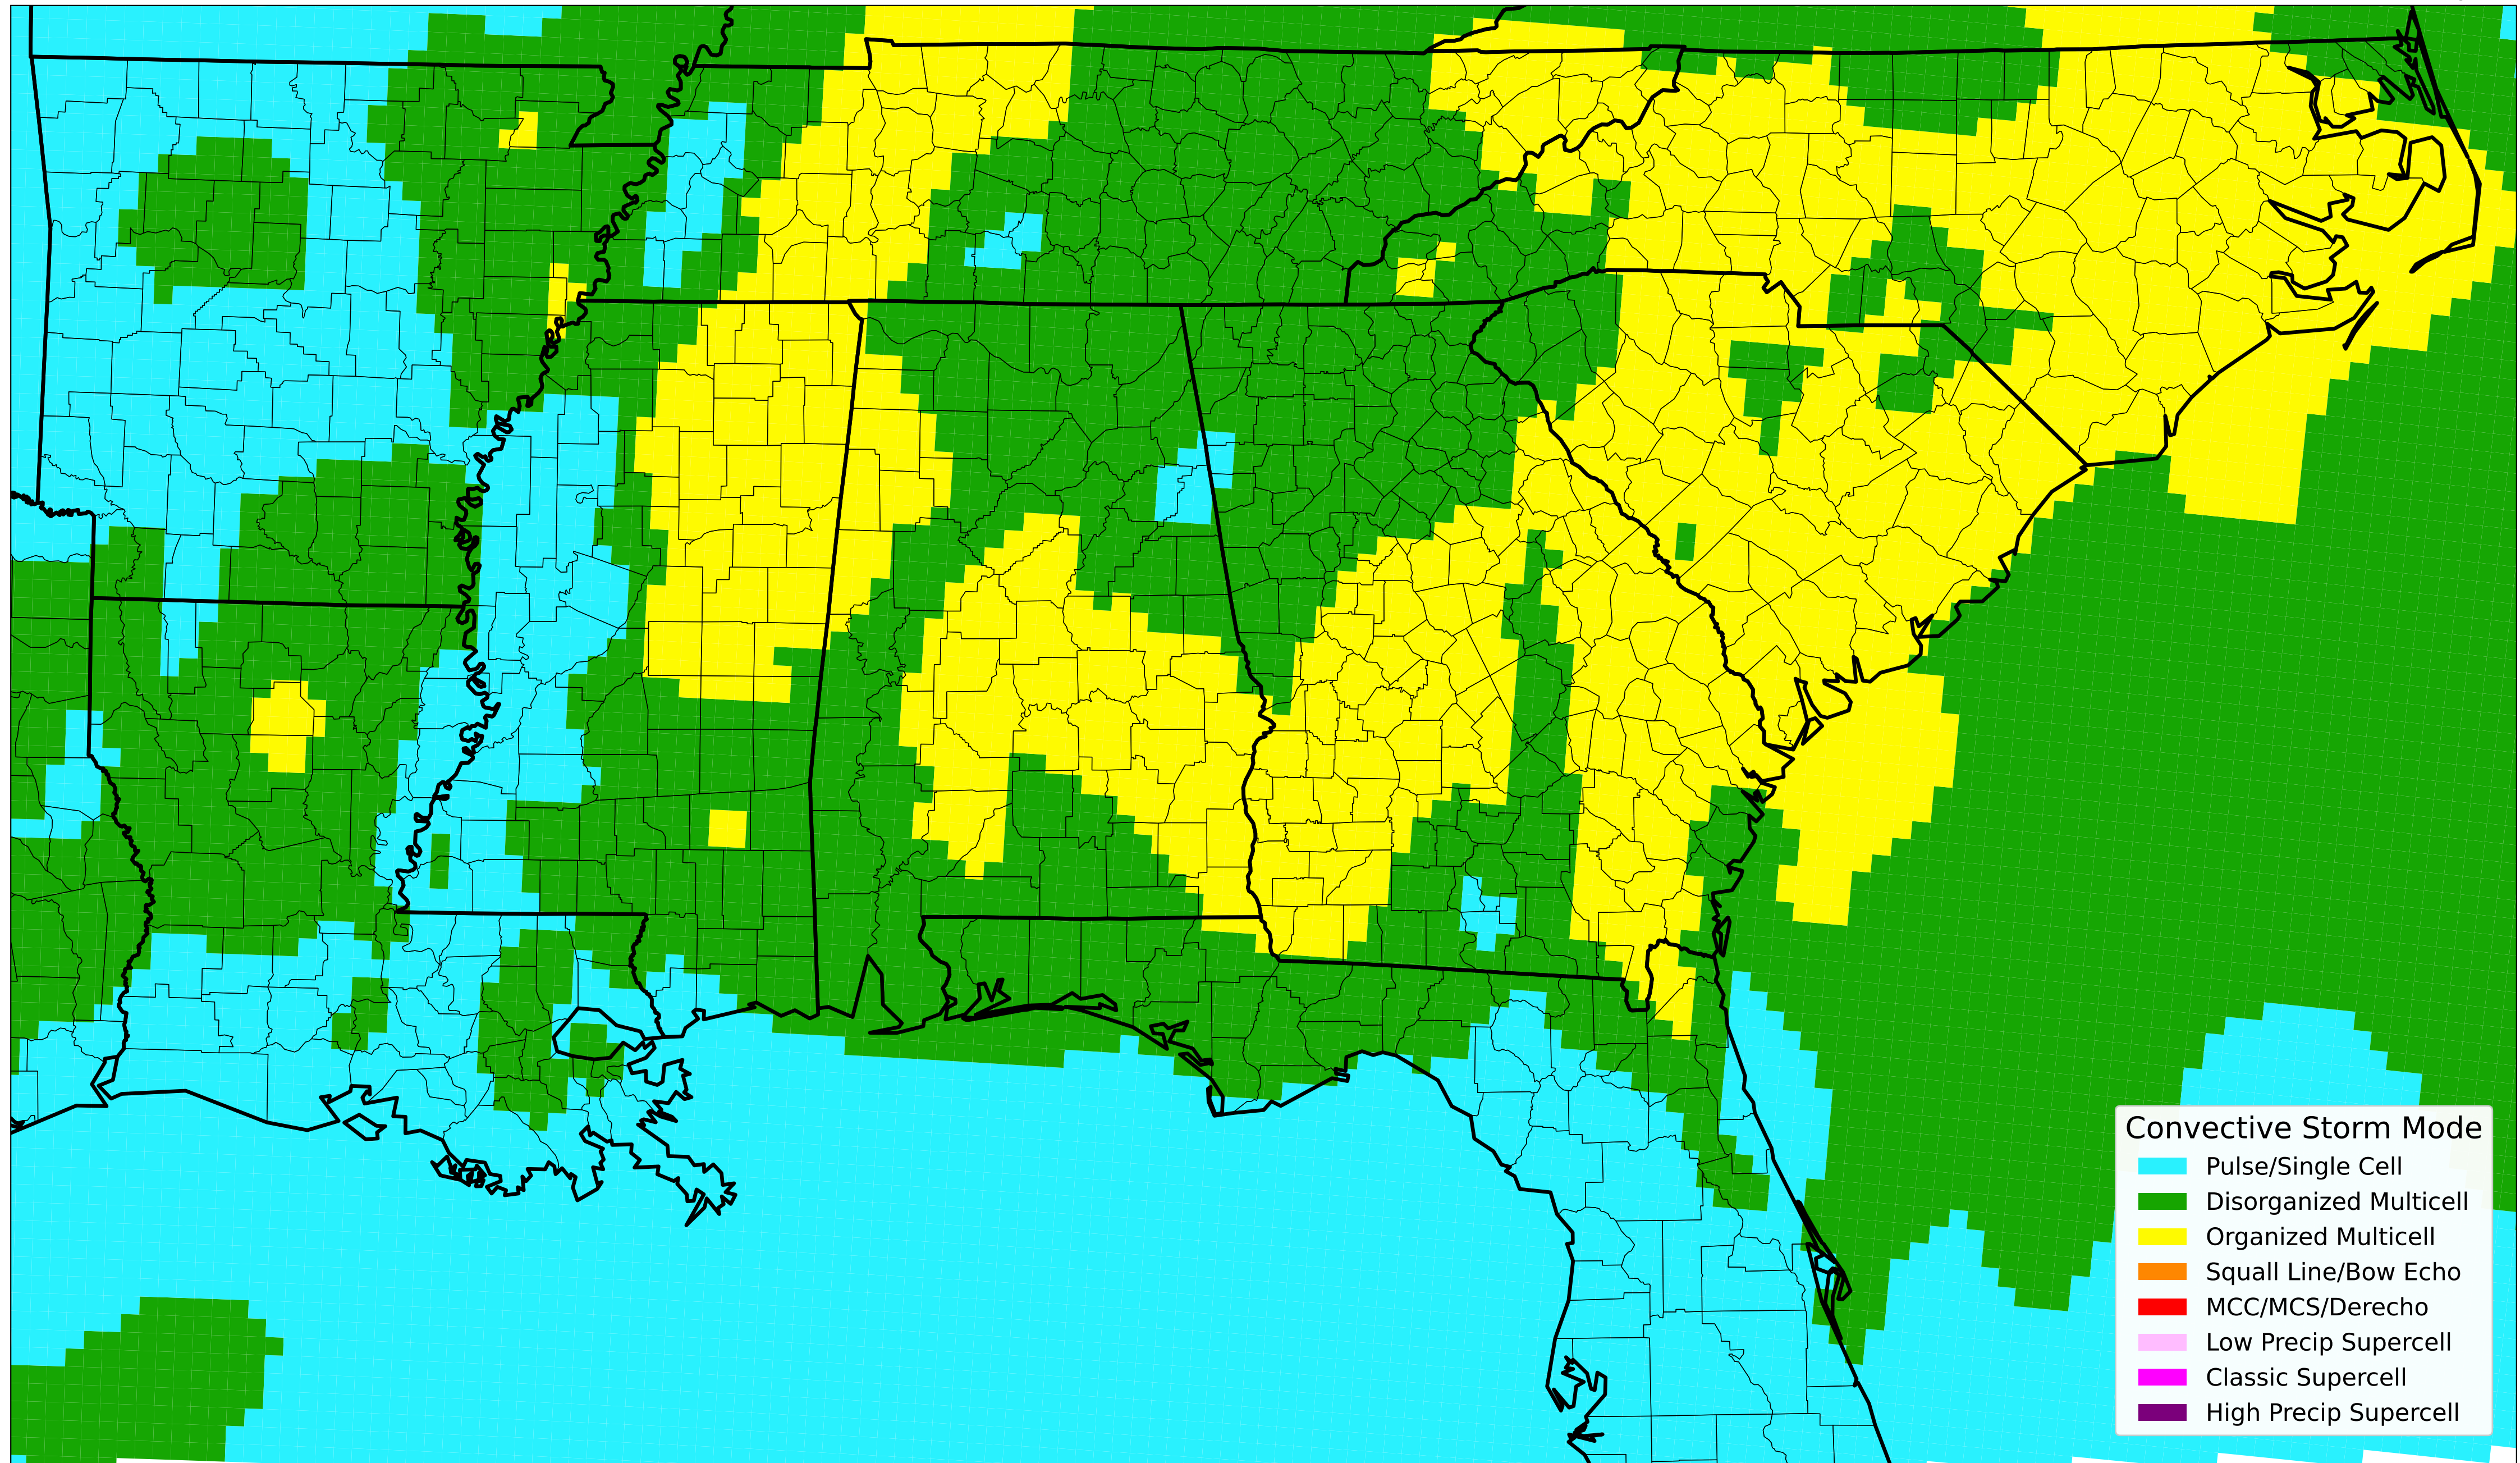 Convective Storm Mode
Pulse/Single Cell
Disorganized Multicell
Organized Multicell
Squall Line/Bow Echo
MCC/MCS/Derecho
Low Precip Supercell
Classic Supercell
High Precip Supercell